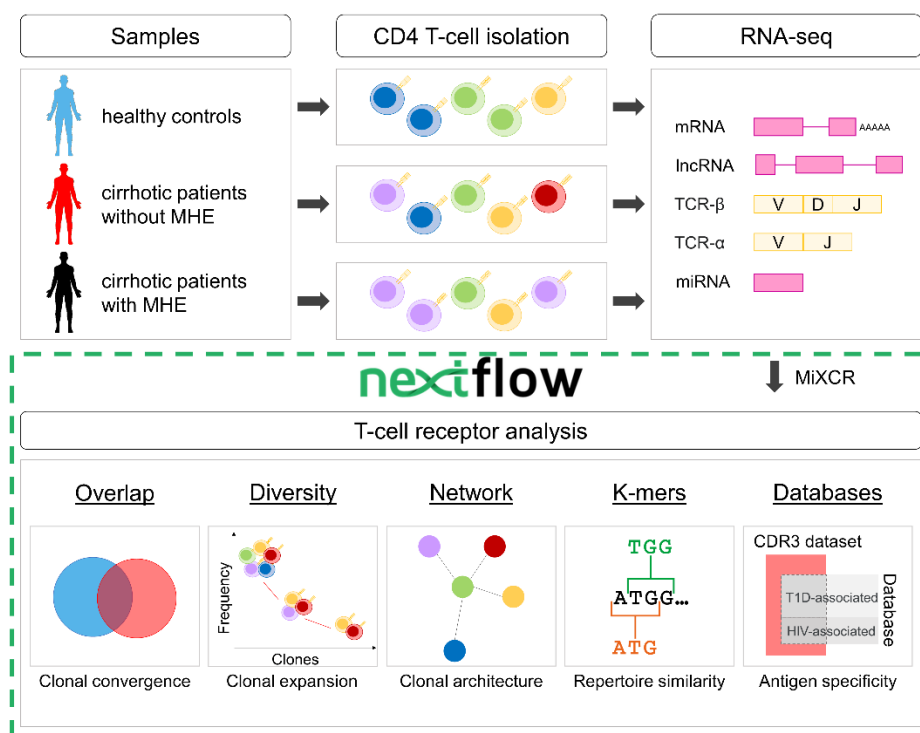 Samples
CD4 T-cell isolation
RNA-seq
healthy controls
cirrhotic patients
without MHE
cirrhotic patients
with MHE
mRNA
AAAAA
lncRNA
TCR-β
V D J
TCR-α
V J
miRNA
nextflow
MiXCR
T-cell receptor analysis
Overlap
Diversity
Network
K-mers
Databases
Frequency
Clones
TGG
ATGG...
ATG
CDR3 dataset
T1D-associated
HIV-associated
Database
Clonal convergence
Clonal expansion
Clonal architecture
Repertoire similarity
Antigen specificity